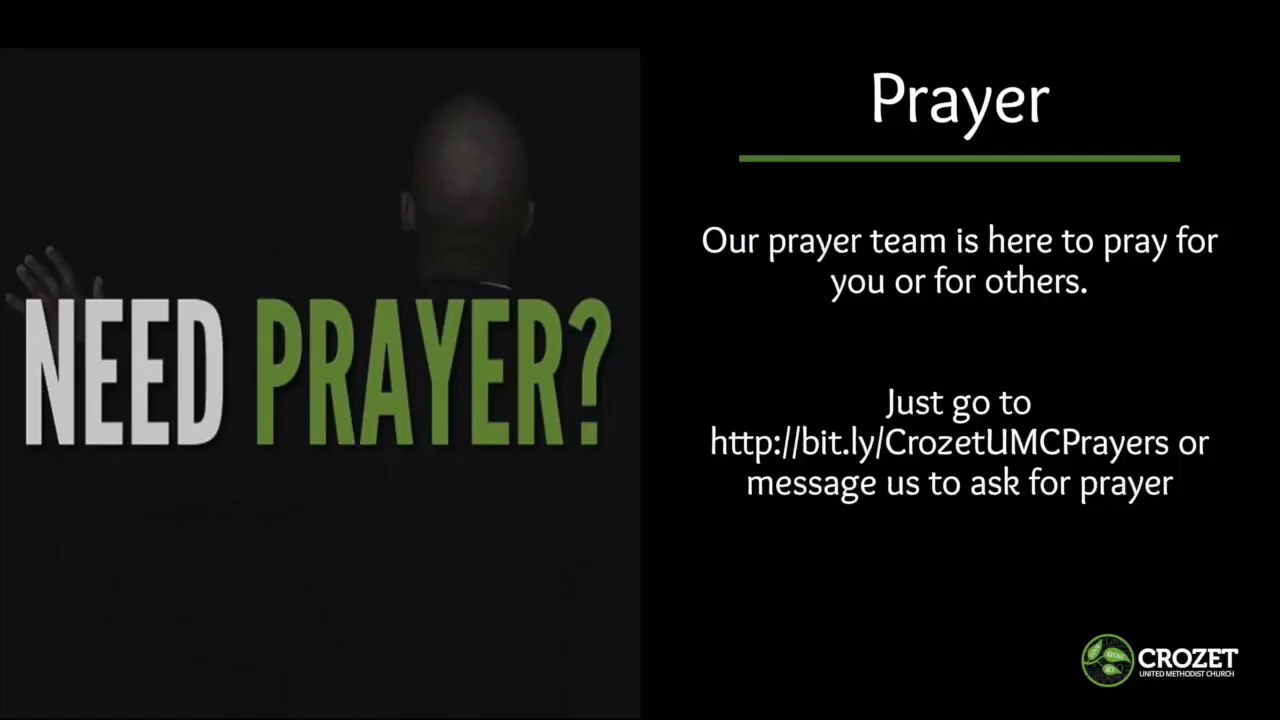 NEED PRAYER?
Prayer
Our prayer team is here to pray for
you or for others.
Just go to
http://bit.ly/CrozetUMCPrayers or
message us to ask for prayer
CROZET
UNITED METHODIST CHURCH